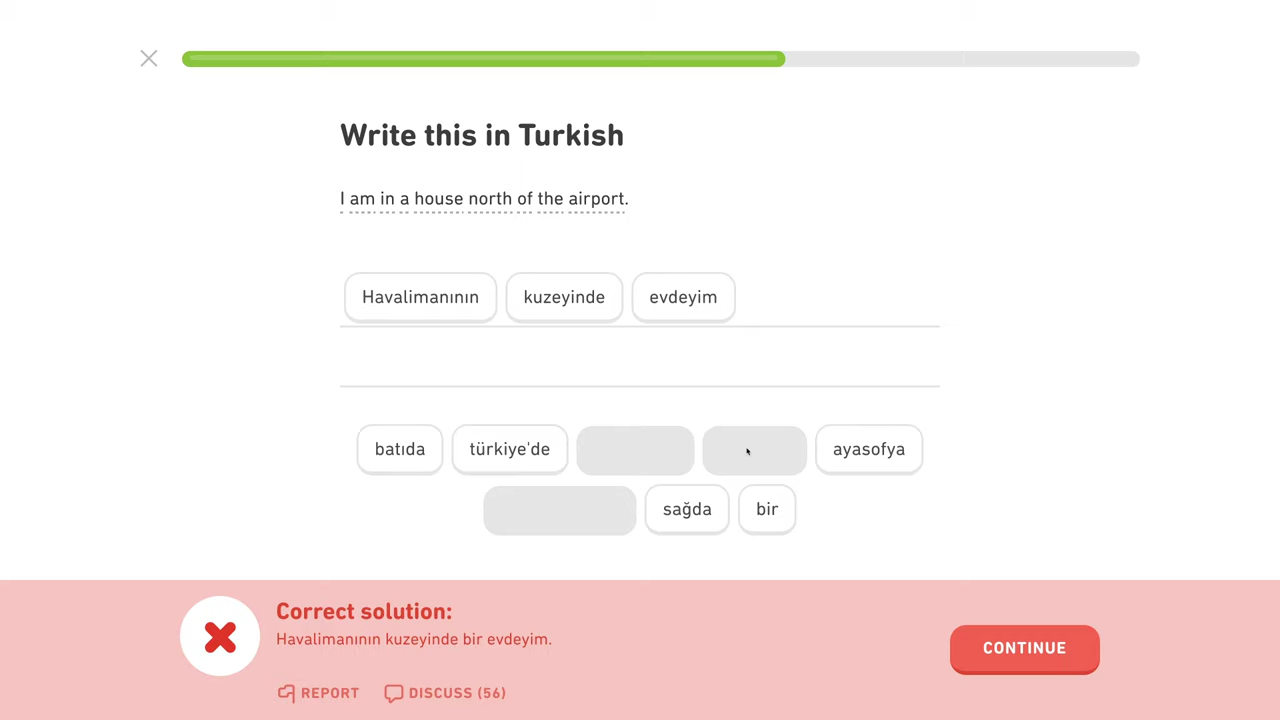 Write this in Turkish
I am in a house north of the airport.
Havalimanının kuzeyinde evdeyim
batıda türkiye'de ayasofya
sağda bir
Correct solution:
Havalimanının kuzeyinde bir evdeyim.
CONTINUE
REPORT DISCUSS (56)